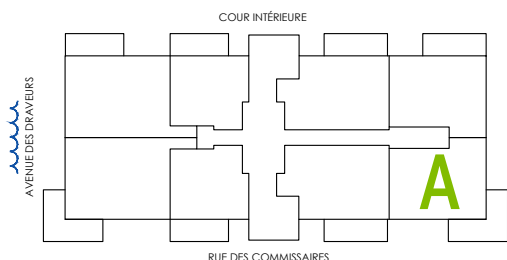 COUR INTÉRIEURE
AVENUE DES DRAVEURS
A
RUE DES COMMISSAIRES